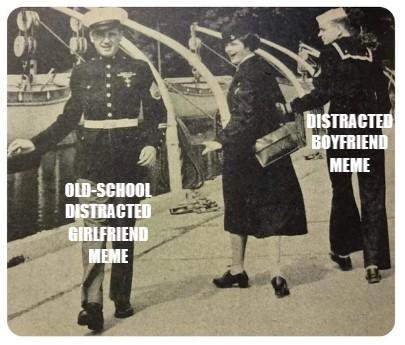 OLD-SCHOOL
DISTRACTED
GIRLFRIEND
MEME
DISTRACTED
BOYFRIEND
MEME